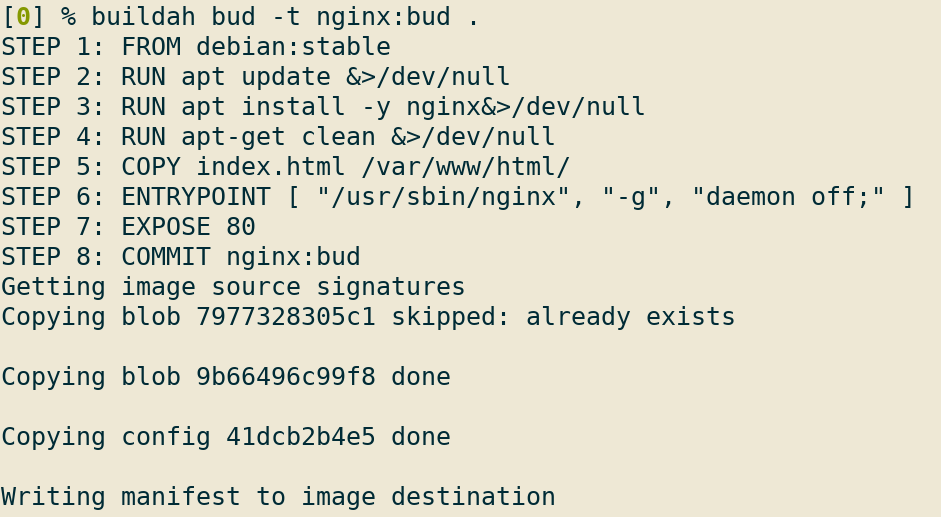 [0] % buildah bud -t nginx:bud .
STEP 1: FROM debian:stable
STEP 2: RUN apt update &>/dev/null
STEP 3: RUN apt install -y nginx&>/dev/null
STEP 4: RUN apt-get clean &>/dev/null
STEP 5: COPY index.html /var/www/html/
STEP 6: ENTRYPOINT [ "/usr/sbin/nginx", "-g", "daemon off;" ]
STEP 7: EXPOSE 80
STEP 8: COMMIT nginx:bud
Getting image source signatures
Copying blob 7977328305c1 skipped: already exists
Copying blob 9b66496c99f8 done
Copying config 41dcb2b4e5 done
Writing manifest to image destination